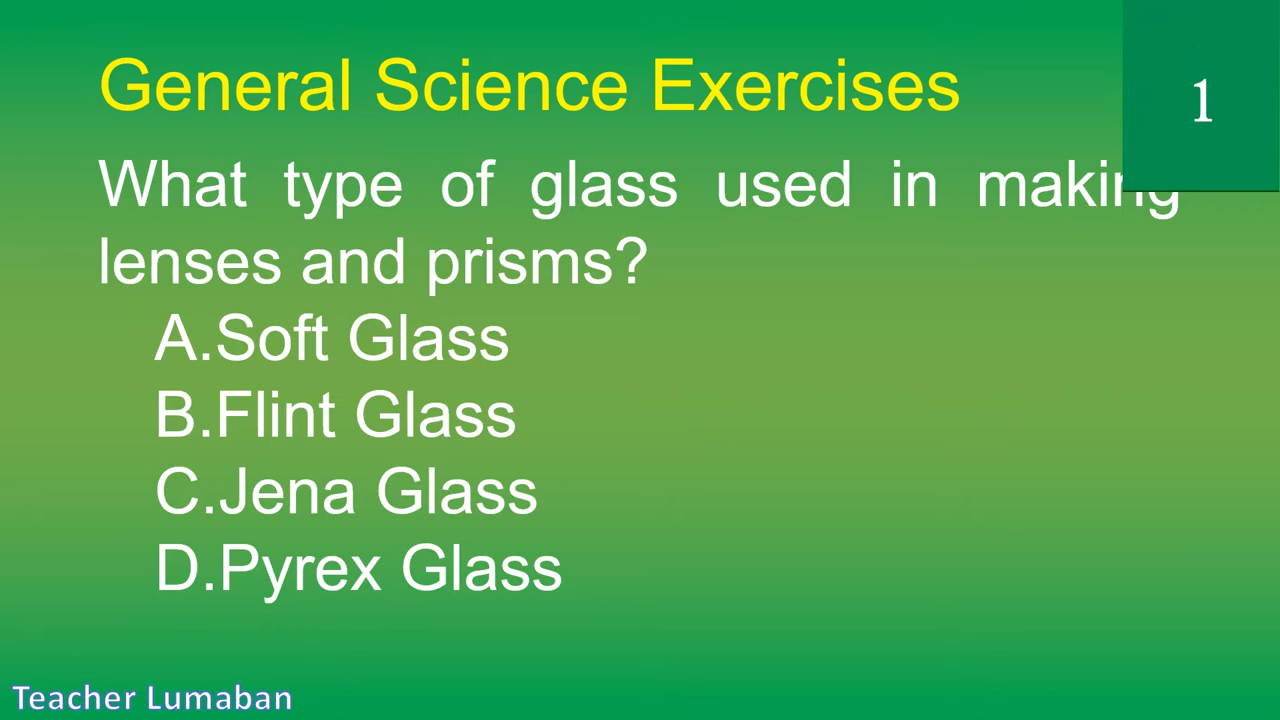 General Science Exercises
1
What type of glass used in making
lenses and prisms?
A.Soft Glass
B.Flint Glass
C.Jena Glass
D.Pyrex Glass
Teacher Lumaban